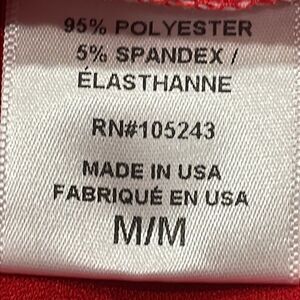 95% POLYESTER
5% SPANDEX /
ÉLASTHANNE
RN#105243
MADE IN USA
FABRIQUÉ EN USA
M/M